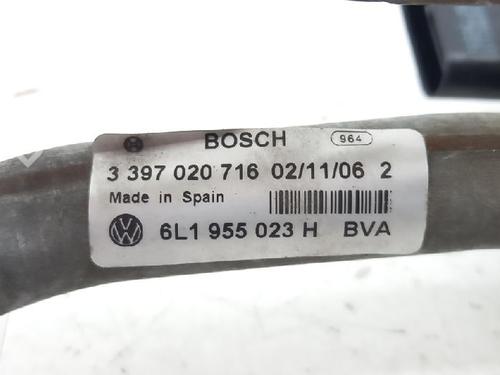 BOSCH 964
3 397 020 716 02/11/06 2
Made in Spain
6L1 955 023 H BVA